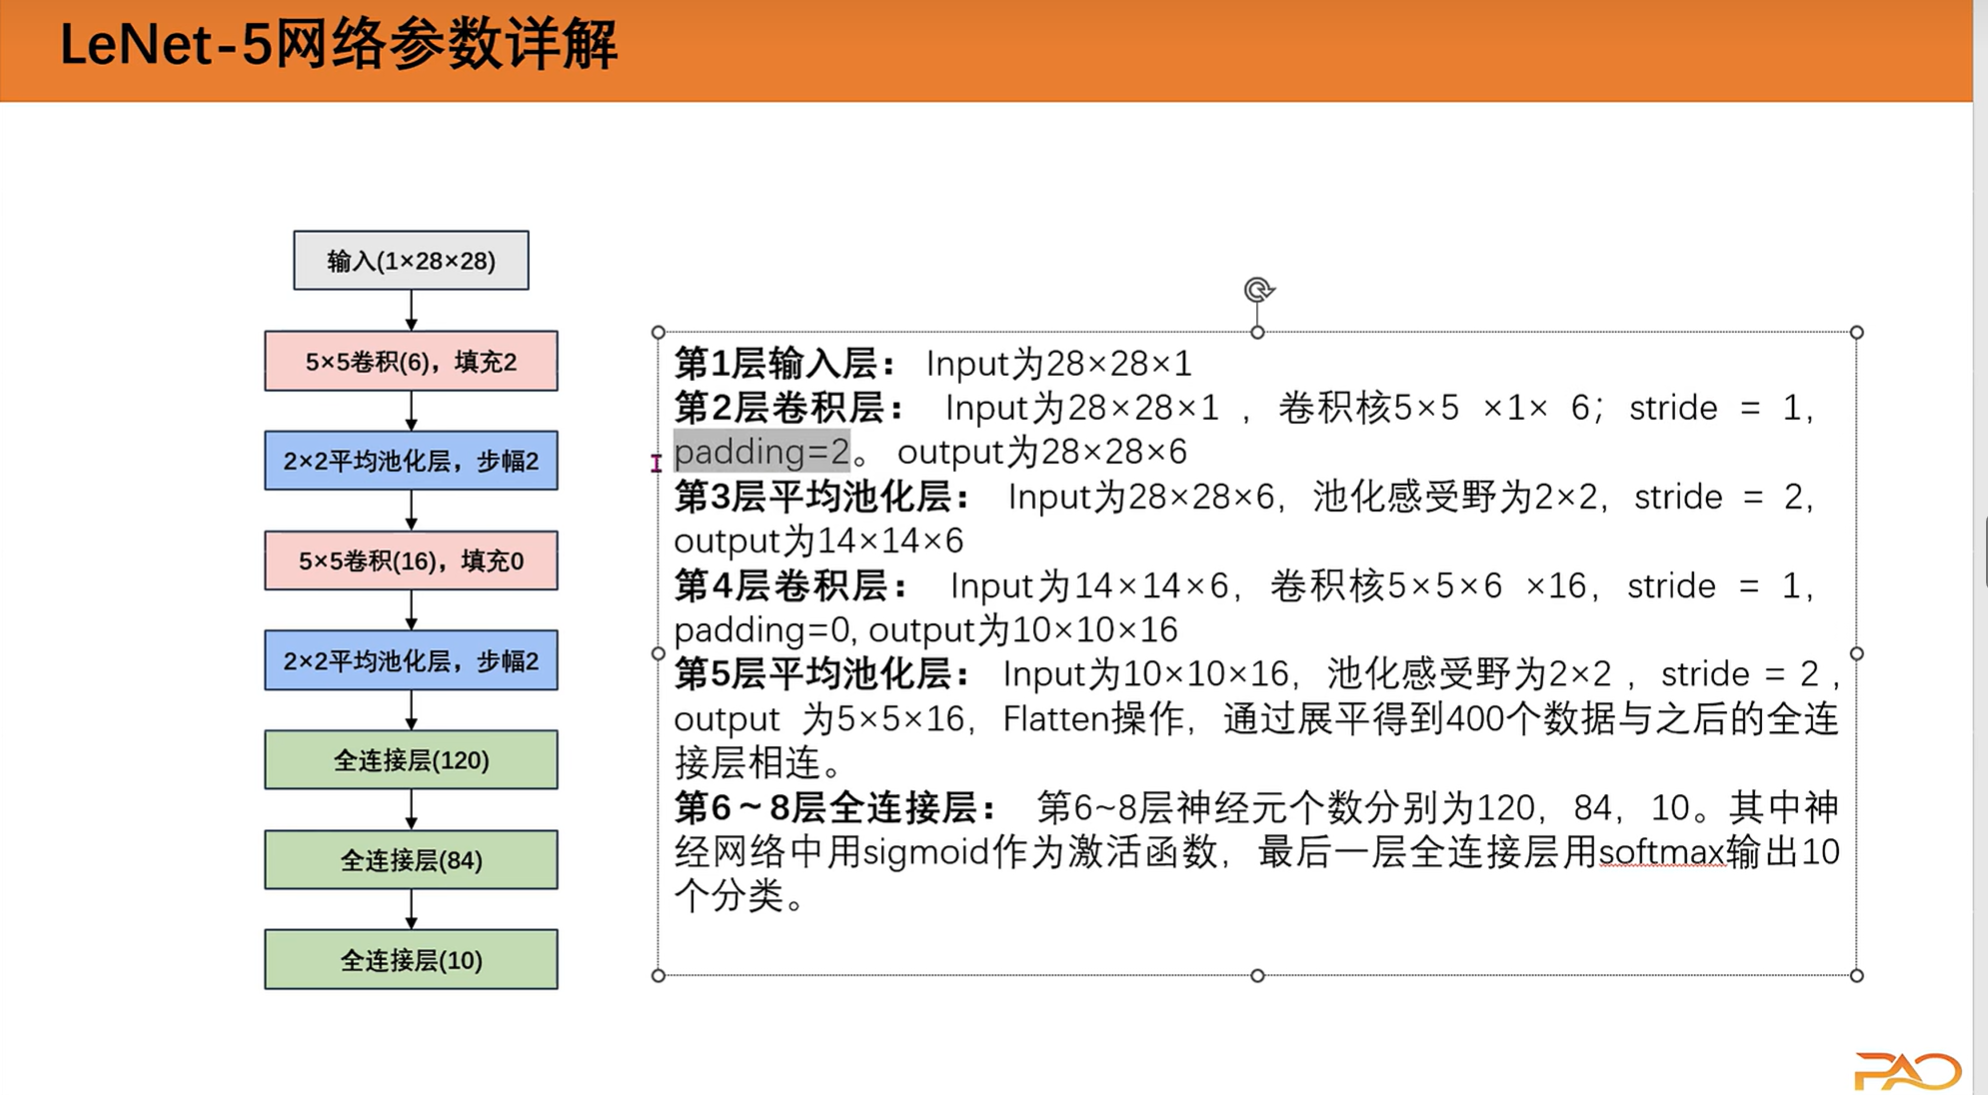 LeNet-5网络参数详解
输入(1×28×28)
5×5卷积(6)，填充2
2×2平均池化层，步幅2
5×5卷积(16)，填充0
2×2平均池化层，步幅2
全连接层(120)
全连接层(84)
全连接层(10)
第1层输入层： Input为28×28×1
第2层卷积层： Input为28×28×1 ，卷积核5×5 ×1× 6；stride = 1,
padding=2。 output为28×28×6
第3层平均池化层： Input为28×28×6，池化感受野为2×2，stride = 2,
output为14×14×6
第4层卷积层： Input为14×14×6，卷积核5×5×6 ×16，stride = 1,
padding=0, output为10×10×16
第5层平均池化层： Input为10×10×16，池化感受野为2×2 ，stride = 2 ,
output 为5×5×16，Flatten操作，通过展平得到400个数据与之后的全连
接层相连。
第6~8层全连接层： 第6~8层神经元个数分别为120，84，10。其中神
经网络中用sigmoid作为激活函数，最后一层全连接层用softmax输出10
个分类。
PAO